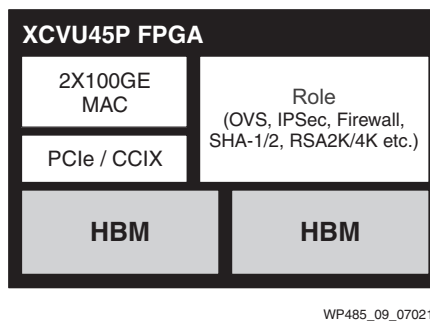 XCVU45P FPGA
2X100GE
MAC
PCIe / CCIX
Role
(OVS, IPSec, Firewall,
SHA-1/2, RSA2K/4K etc.)
HBM
HBM
WP485_09_07021